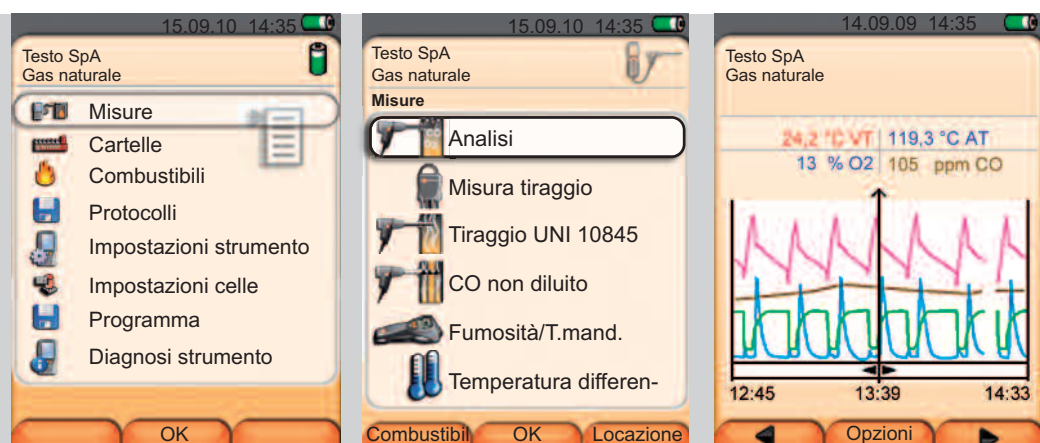 15.09.10 14:35
Testo SpA
Gas naturale
Misure
Cartelle
Combustibili
Protocolli
Impostazioni strumento
Impostazioni celle
Programma
Diagnosi strumento
OK
15.09.10 14:35
Testo SpA
Gas naturale
Misure
Analisi
Misura tiraggio
Tiraggio UNI 10845
CO non diluito
Fumosità/T.mand.
Temperatura differen-
Combustibil OK Locazione
14.09.09 14:35
Testo SpA
Gas naturale
24,2 °C VT 119,3 °C AT
13 % O2 105 ppm CO
12:45 13:39 14:33
Opzioni